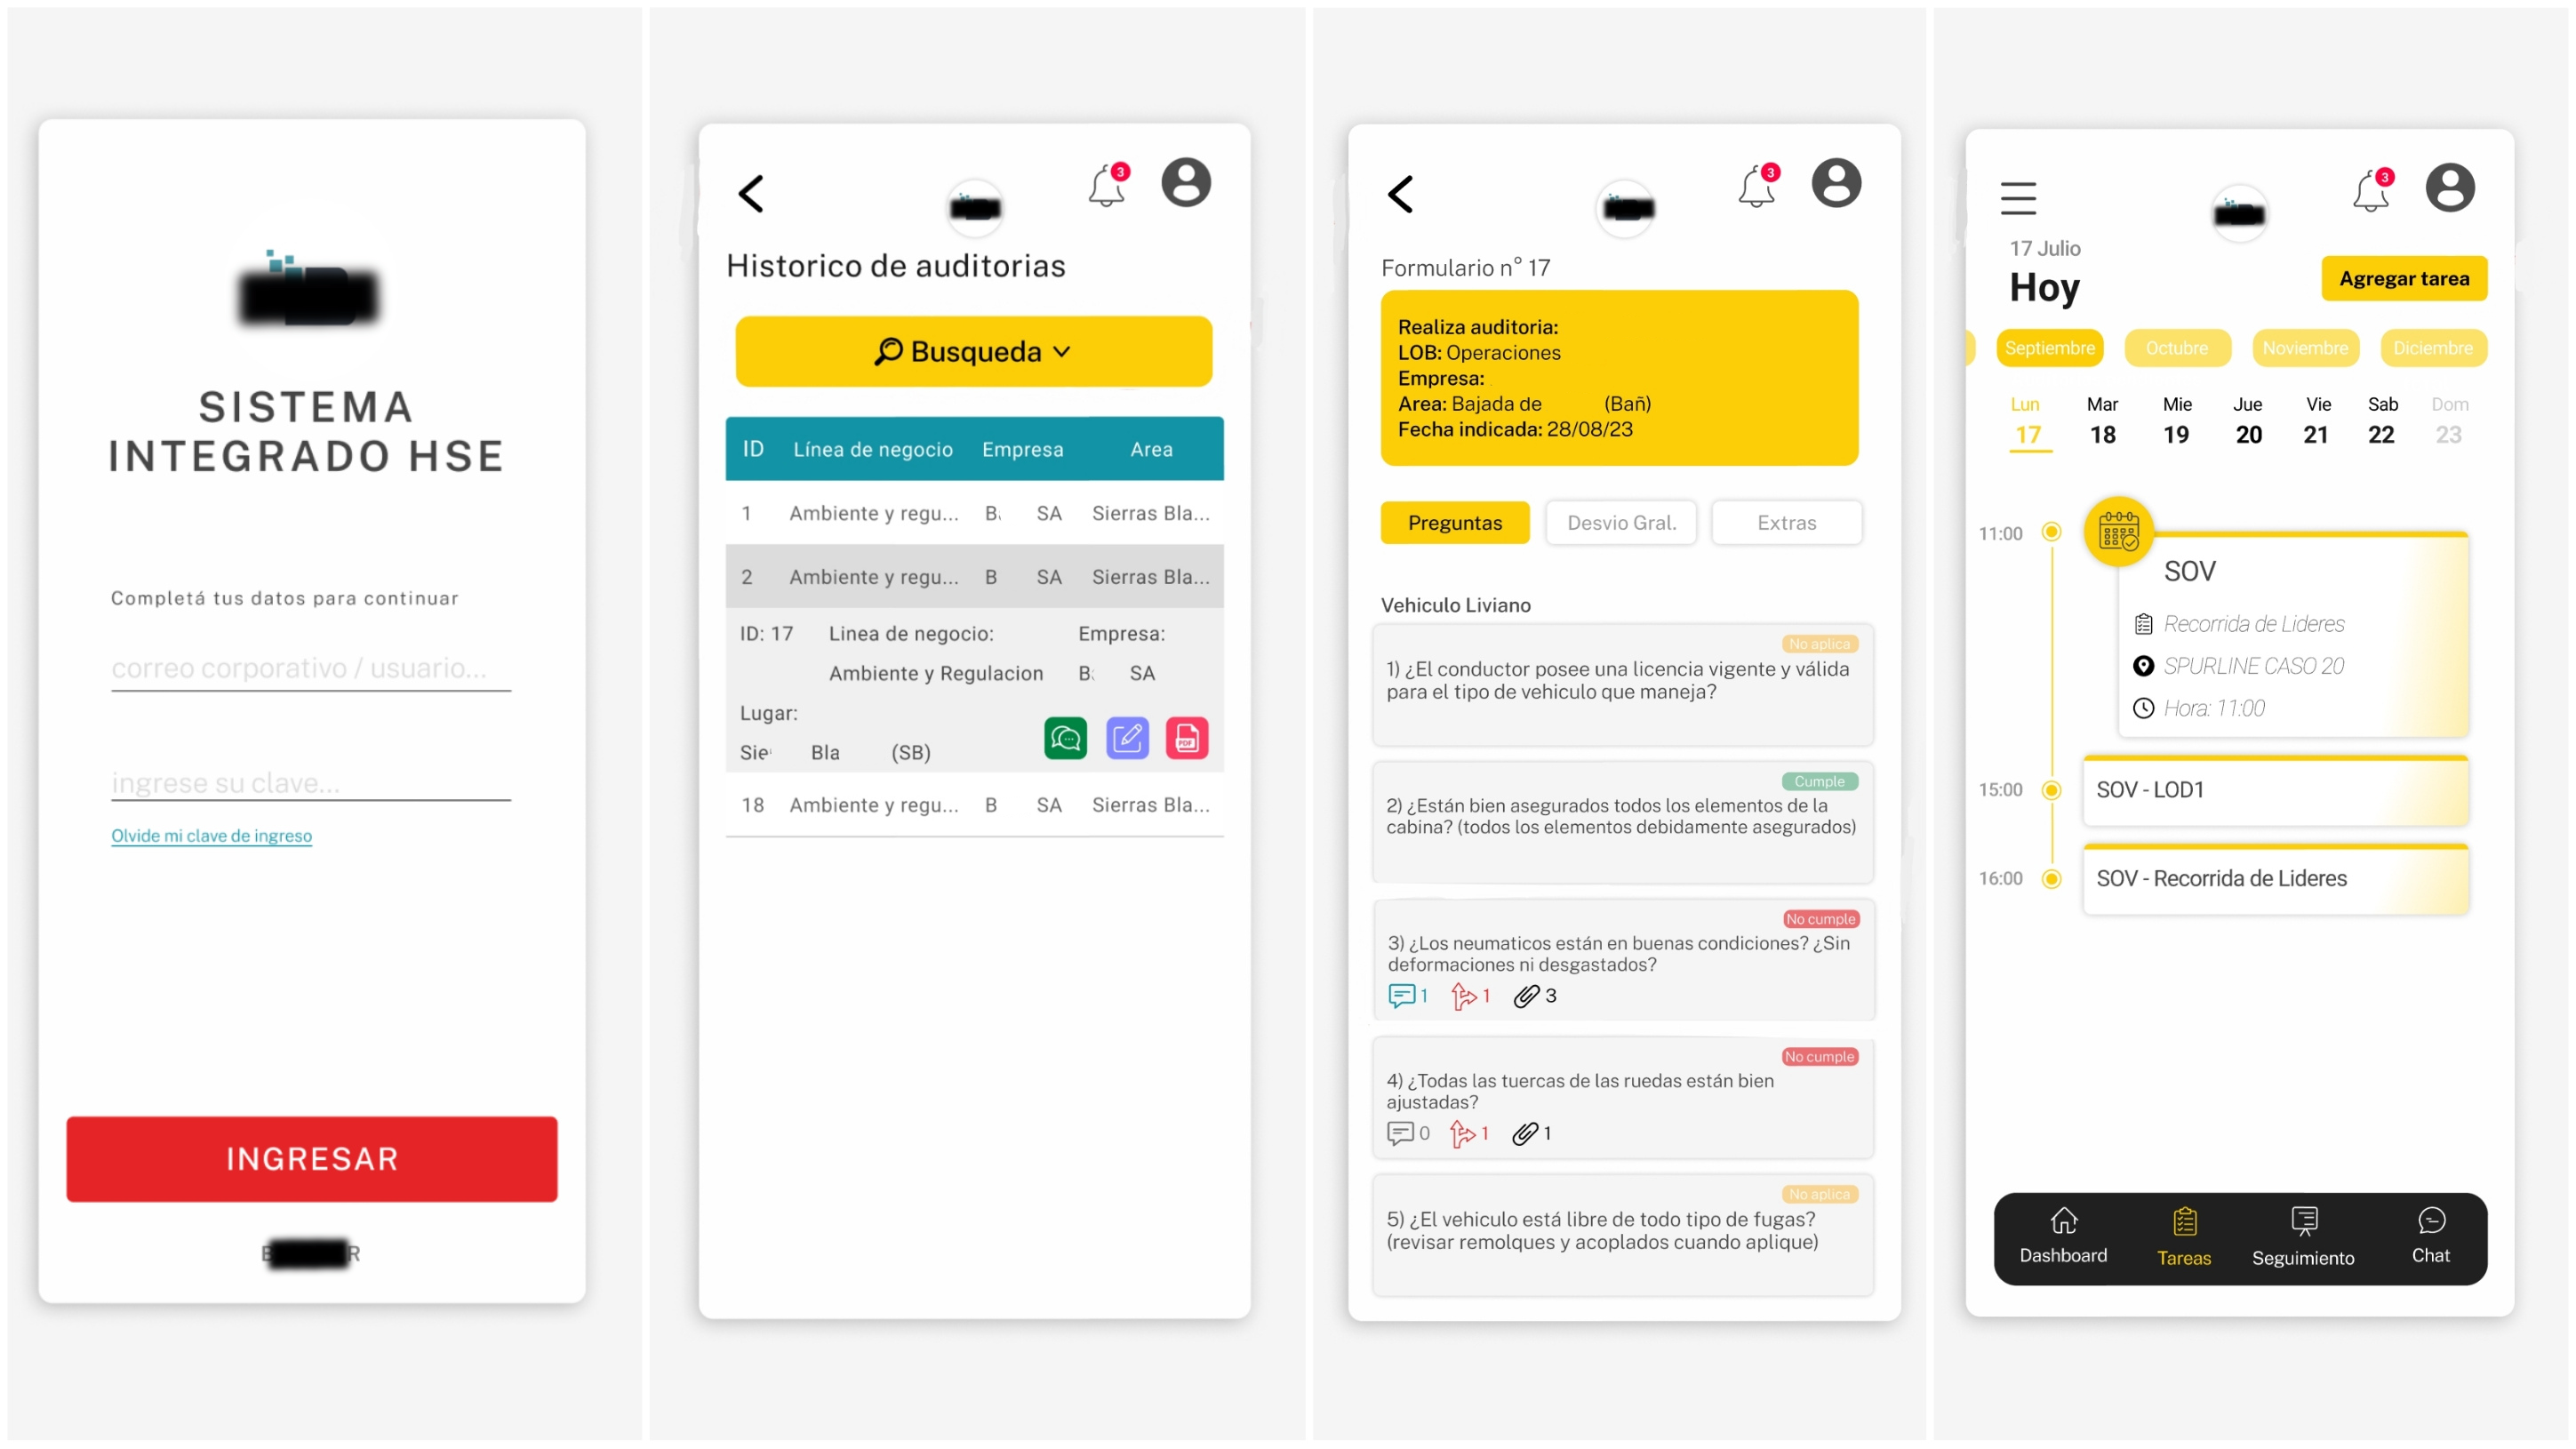 SISTEMA
INTEGRADO HSE
Completá tus datos para continuar
correo corporativo / usuario...
ingrese su clave...
Olvide mi clave de ingreso
INGRESAR
3
Historico de auditorias
Busqueda
ID Línea de negocio Empresa Area
1 Ambiente y regu... B SA Sierras Bla...
2 Ambiente y regu... B SA Sierras Bla...
ID: 17 Linea de negocio: Empresa:
Ambiente y Regulacion B SA
Lugar:
Sie Bla (SB)
PDF
18 Ambiente y regu... B SA Sierras Bla...
3
Formulario n° 17
Realiza auditoria:
LOB: Operaciones
Empresa:
Area: Bajada de (Bañ)
Fecha indicada: 28/08/23
Preguntas Desvio Gral. Extras
Vehiculo Liviano
No aplica
1) ¿El conductor posee una licencia vigente y válida
para el tipo de vehiculo que maneja?
Cumple
2) ¿Están bien asegurados todos los elementos de la
cabina? (todos los elementos debidamente asegurados)
No cumple
3) ¿Los neumaticos están en buenas condiciones? ¿Sin
deformaciones ni desgastados?
1 1 3
No cumple
4) ¿Todas las tuercas de las ruedas están bien
ajustadas?
0 1 1
No aplica
5) ¿El vehiculo está libre de todo tipo de fugas?
(revisar remolques y acoplados cuando aplique)
3
17 Julio
Hoy
Agregar tarea
Septiembre Octubre Noviembre Diciembre
Lun Mar Mie Jue Vie Sab Dom
17 18 19 20 21 22 23
11:00
SOV
Recorrida de Lideres
SPURLINE CASO 20
Hora: 11:00
15:00 SOV - LOD1
16:00 SOV - Recorrida de Lideres
Dashboard Tareas Seguimiento Chat